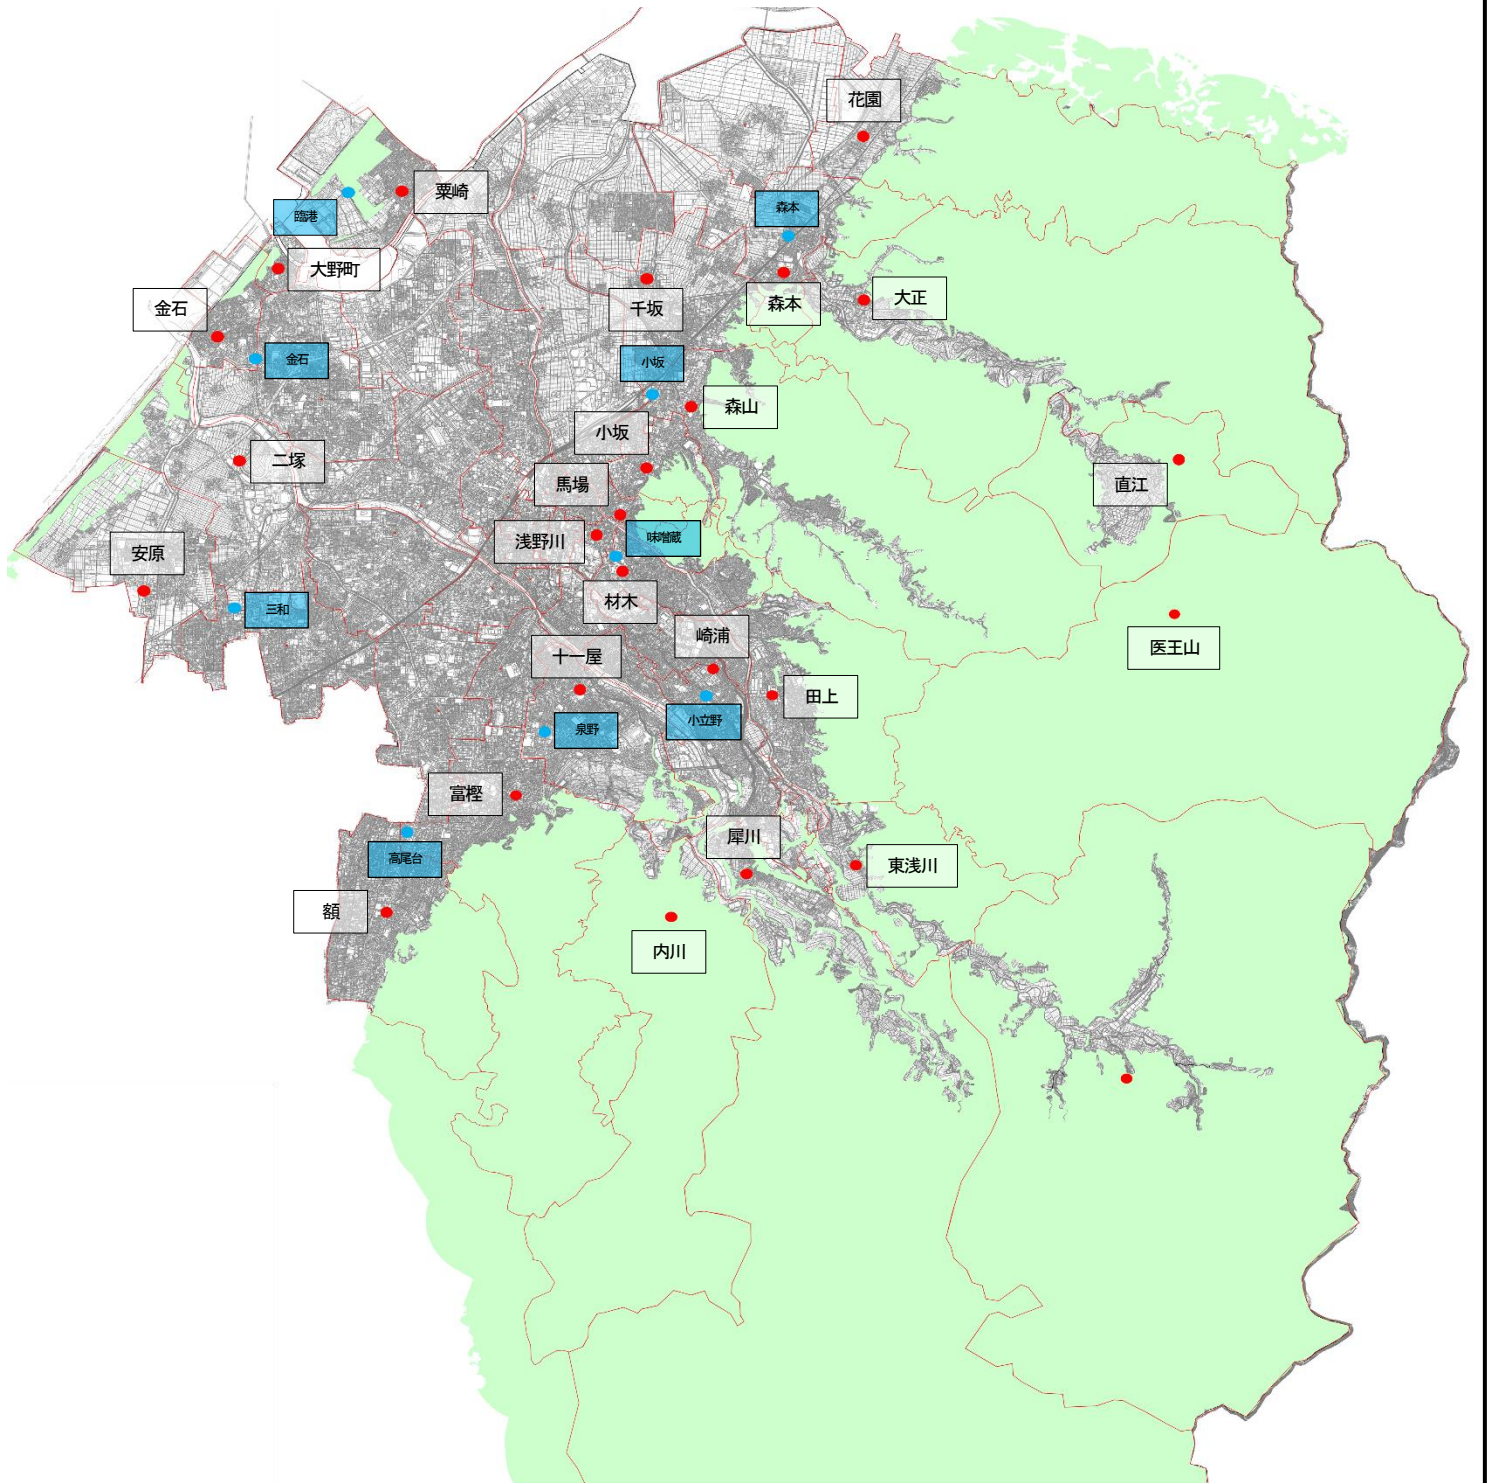 花園
粟崎
森本
臨港
大野町
金石
千坂
森本
大正
金石
小坂
森山
小坂
二塚
馬場
直江
浅野川
味噌蔵
安原
材木
三和
崎浦
医王山
十一屋
田上
小立野
泉野
富樫
犀川
高尾台
東浅川
額
内川